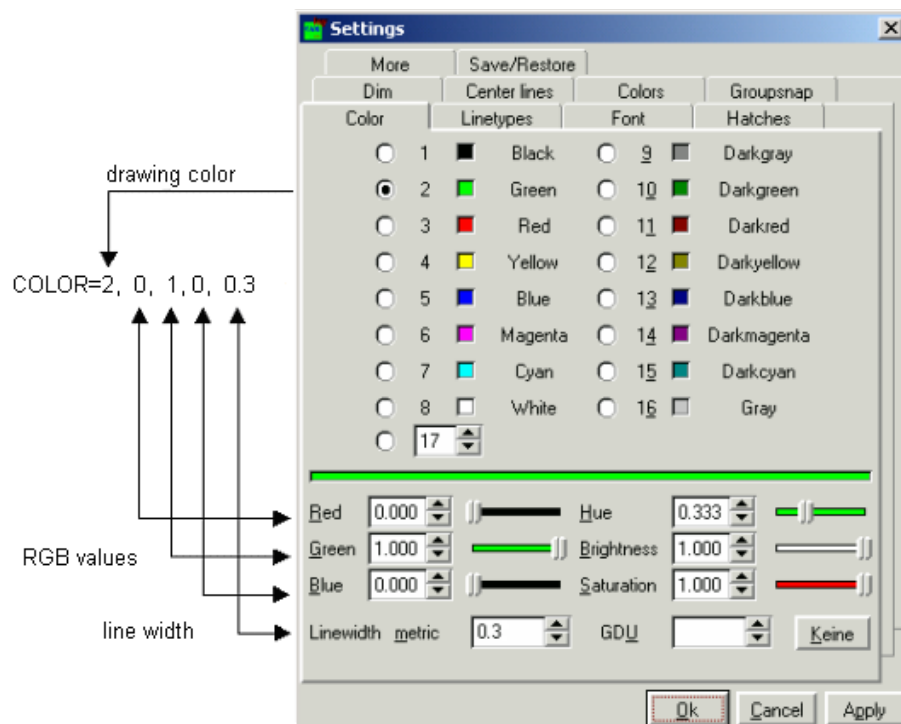 Settings
More Save/Restore
Dim Center lines Colors Groupsnap
Color Linetypes Font Hatches
1 Black 9 Darkgray
drawing color
2 Green 10 Darkgreen
3 Red 11 Darkred
4 Yellow 12 Darkyellow
COLOR=2, 0, 1,0, 0.3
5 Blue 13 Darkblue
6 Magenta 14 Darkmagenta
7 Cyan 15 Darkcyan
8 White 16 Gray
17
Red 0.000 Hue 0.333
Green 1.000 Brightness 1.000
RGB values
Blue 0.000 Saturation 1.000
line width
Linewidth metric 0.3 GDU Keine
Ok Cancel Apply